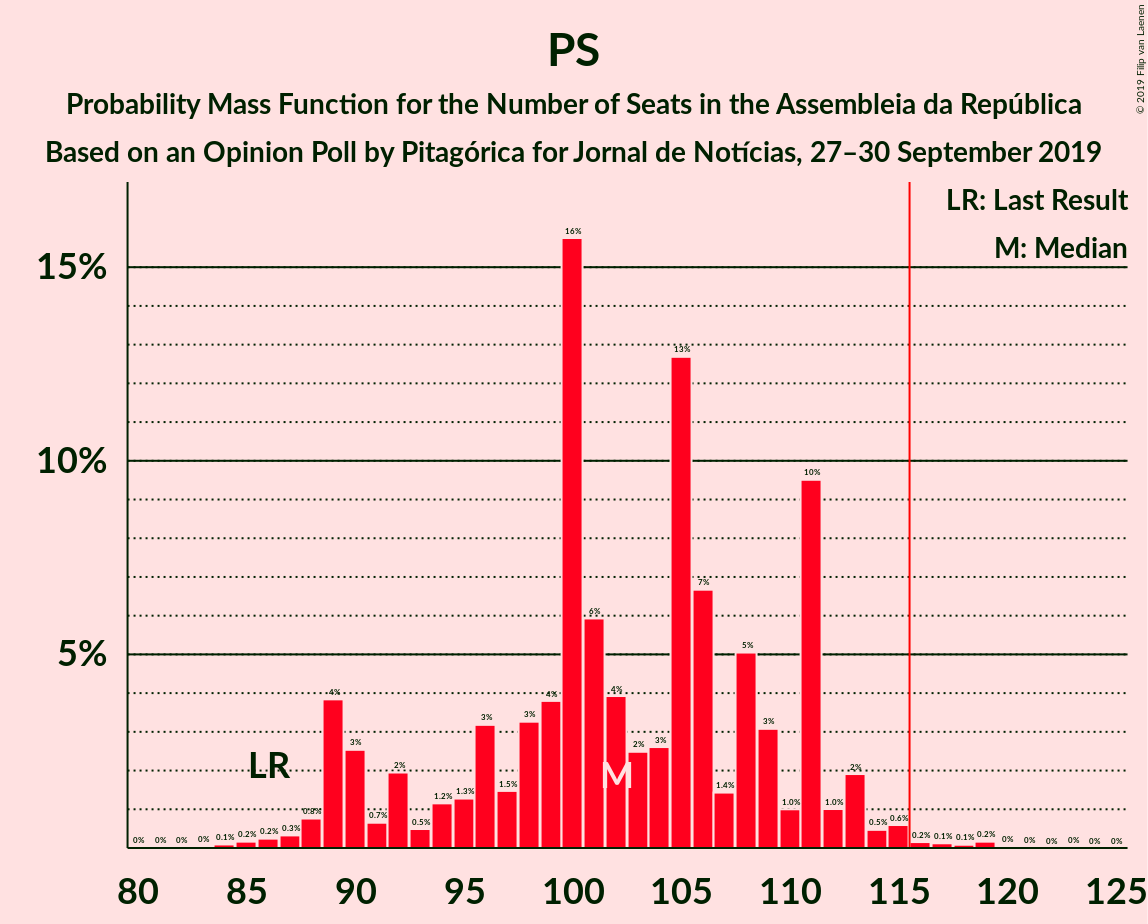 PS
Probability Mass Function for the Number of Seats in the Assembleia da República
Based on an Opinion Poll by Pitagórica for Jornal de Notícias, 27–30 September 2019
© 2019 Filip van Laenen
LR: Last Result
M: Median
15%
10%
5%
0% 0% 0% 0% 0.1% 0.2% 0.2% 0.3% 0.8% 4% 3% 0.7% 2% 0.5% 1.2% 1.3% 3% 1.5% 3% 4% 16% 6% 4% 2% 3% 13% 7% 1.4% 5% 3% 1.0% 10% 1.0% 2% 0.5% 0.6% 0.2% 0.1% 0.1% 0.2% 0% 0% 0% 0% 0% 0%
LR
M
80 85 90 95 100 105 110 115 120 125